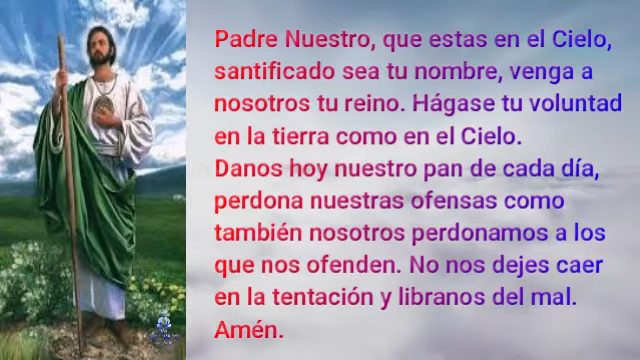 Padre Nuestro, que estas en el Cielo,
santificado sea tu nombre, venga a
nosotros tu reino. Hágase tu voluntad
en la tierra como en el Cielo.
Danos hoy nuestro pan de cada día,
perdona nuestras ofensas como
también nosotros perdonamos a los
que nos ofenden. No nos dejes caer
en la tentación y libranos del mal.
Amén.